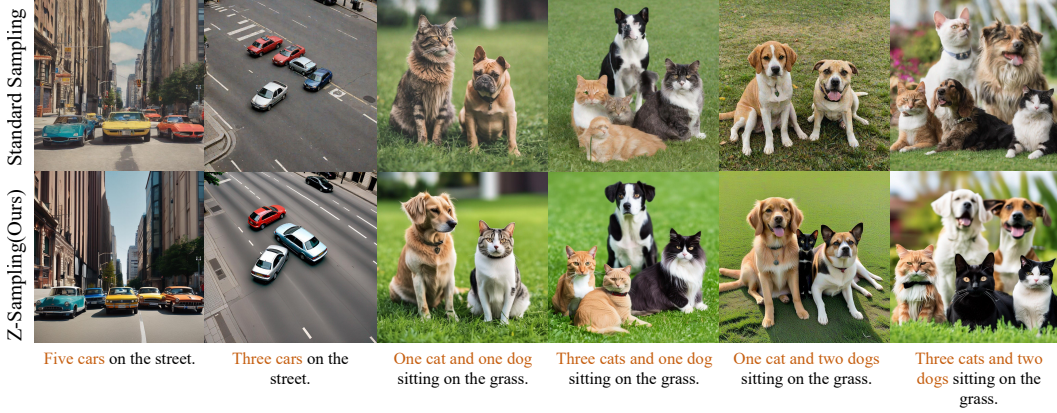 Standard Sampling
Z-Sampling(Ours)
Five cars on the street.
Three cars on the
street.
One cat and one dog
sitting on the grass.
Three cats and one dog
sitting on the grass.
One cat and two dogs
sitting on the grass.
Three cats and two
dogs sitting on the
grass.